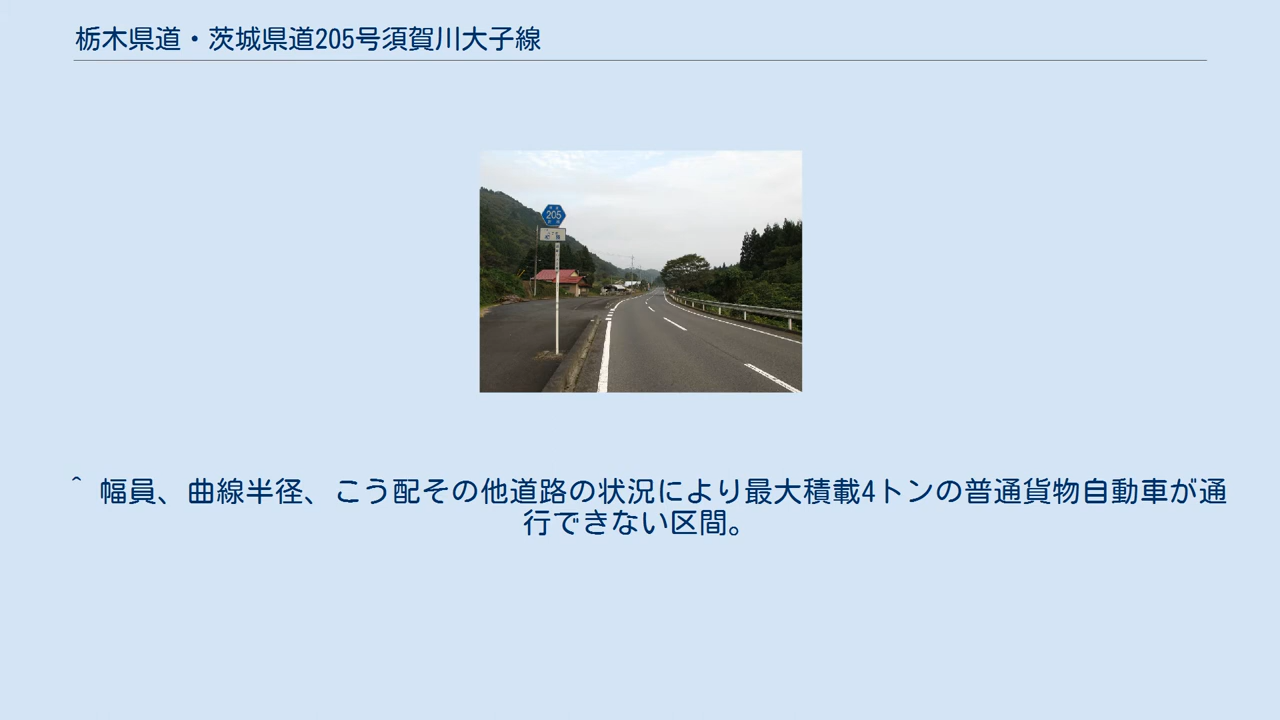 栃木県道・茨城県道205号須賀川大子線
205
^ 幅員、曲線半径、こう配その他道路の状況により最大積載4トンの普通貨物自動車が通
行できない区間。